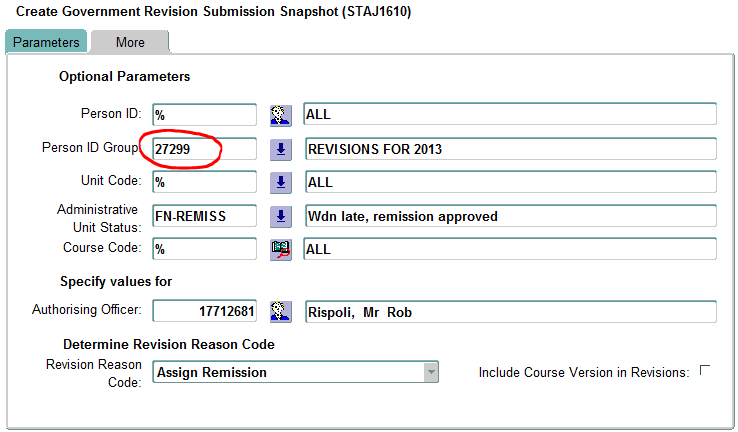 Create Government Revision Submission Snapshot (STAJ1610)
Parameters More
Optional Parameters
Person ID: % ALL
Person ID Group 27299 REVISIONS FOR 2013
Unit Code: % ALL
Administrative
Unit Status: FN-REMISS Wdn late, remission approved
Course Code: % ALL
Specify values for
Authorising Officer: 17712681 Rispoli, Mr Rob
Determine Revision Reason Code
Revision Reason
Code: Assign Remission Include Course Version in Revisions: